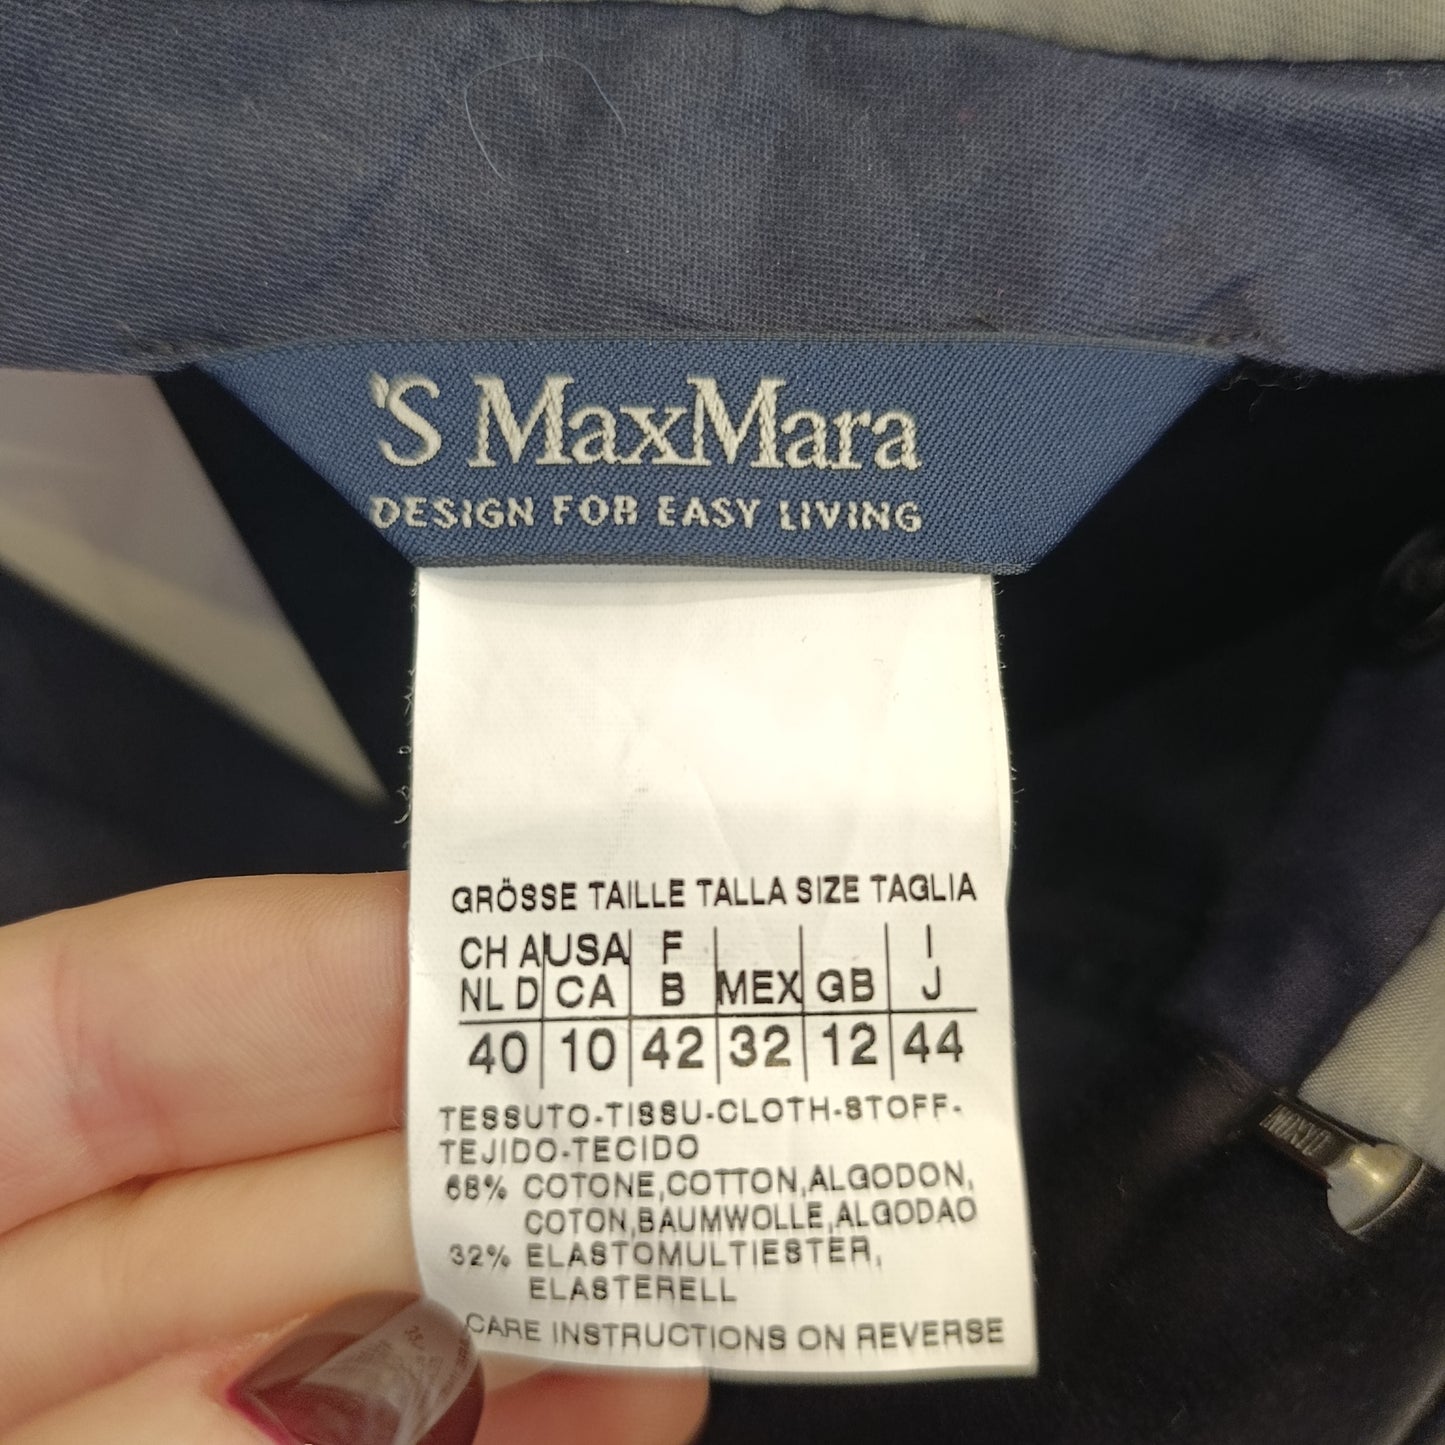 'S MaxMara
DESIGN FOR EASY LIVING
GRÖSSE TAILLE TALLA SIZE TAGLIA
CH A USA F I
NL D CA B MEX GB J
40 10 42 32 12 44
TESSUTO-TISSU-CLOTH-STOFF-
TEJIDO-TECIDO
68% COTONE,COTTON,ALGODON,
COTON,BAUMWOLLE,ALGODAO
32% ELASTOMULTIESTER,
ELASTERELL
CARE INSTRUCTIONS ON REVERSE